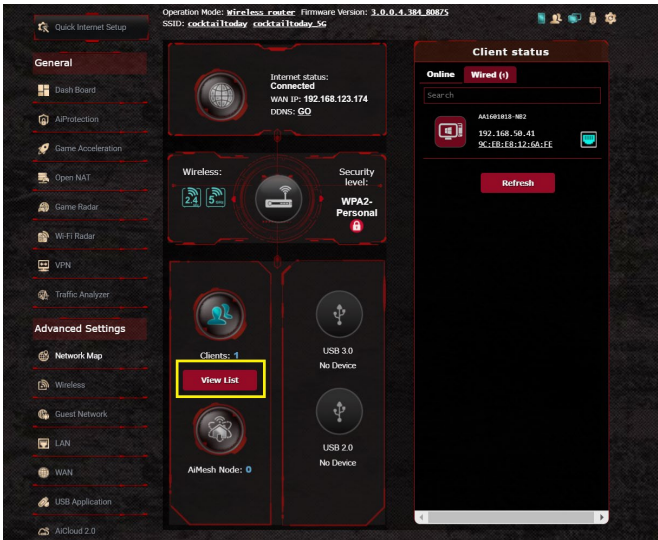 Operation Mode: Wireless router Firmware Version: 3.0.0.4.384_80875
SSID: cocktailtoday cocktailtoday_5G
Quick Internet Setup
General
Dash Board
AiProtection
Game Acceleration
Open NAT
Game Radar
Wi-Fi Radar
VPN
Traffic Analyzer
Advanced Settings
Network Map
Wireless
Guest Network
LAN
WAN
USB Application
AiCloud 2.0
Internet status:
Connected
WAN IP: 192.168.123.174
DDNS: GO
Wireless:
2.4
5
Security
level:
WPA2-
Personal
Clients: 1
View List
AiMesh Node: 0
USB 3.0
No Device
USB 2.0
No Device
Client status
Online Wired (1)
Search
AA1601018-NB2
192.168.50.41
9C:EB:E8:12:6A:FE
Refresh